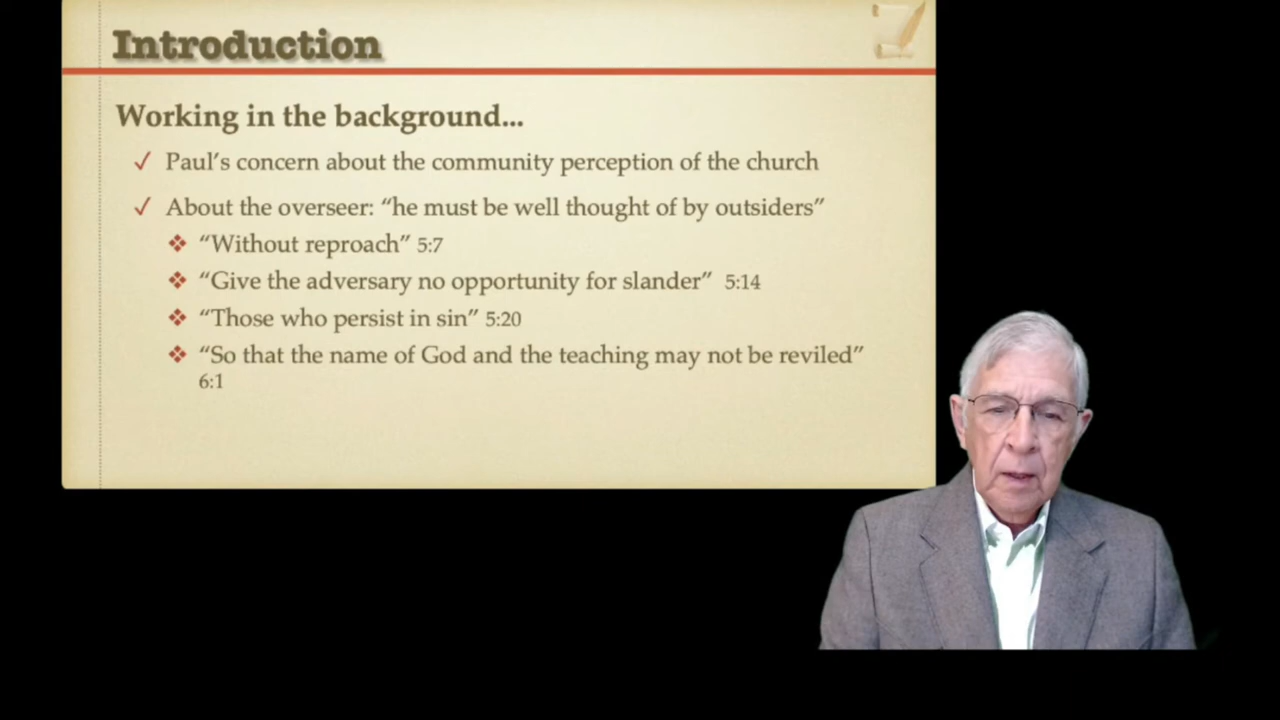 Introduction
Working in the background...
✓ Paul’s concern about the community perception of the church
✓ About the overseer: “he must be well thought of by outsiders”
❖ “Without reproach” 5:7
❖ “Give the adversary no opportunity for slander” 5:14
❖ “Those who persist in sin” 5:20
❖ “So that the name of God and the teaching may not be reviled”
6:1